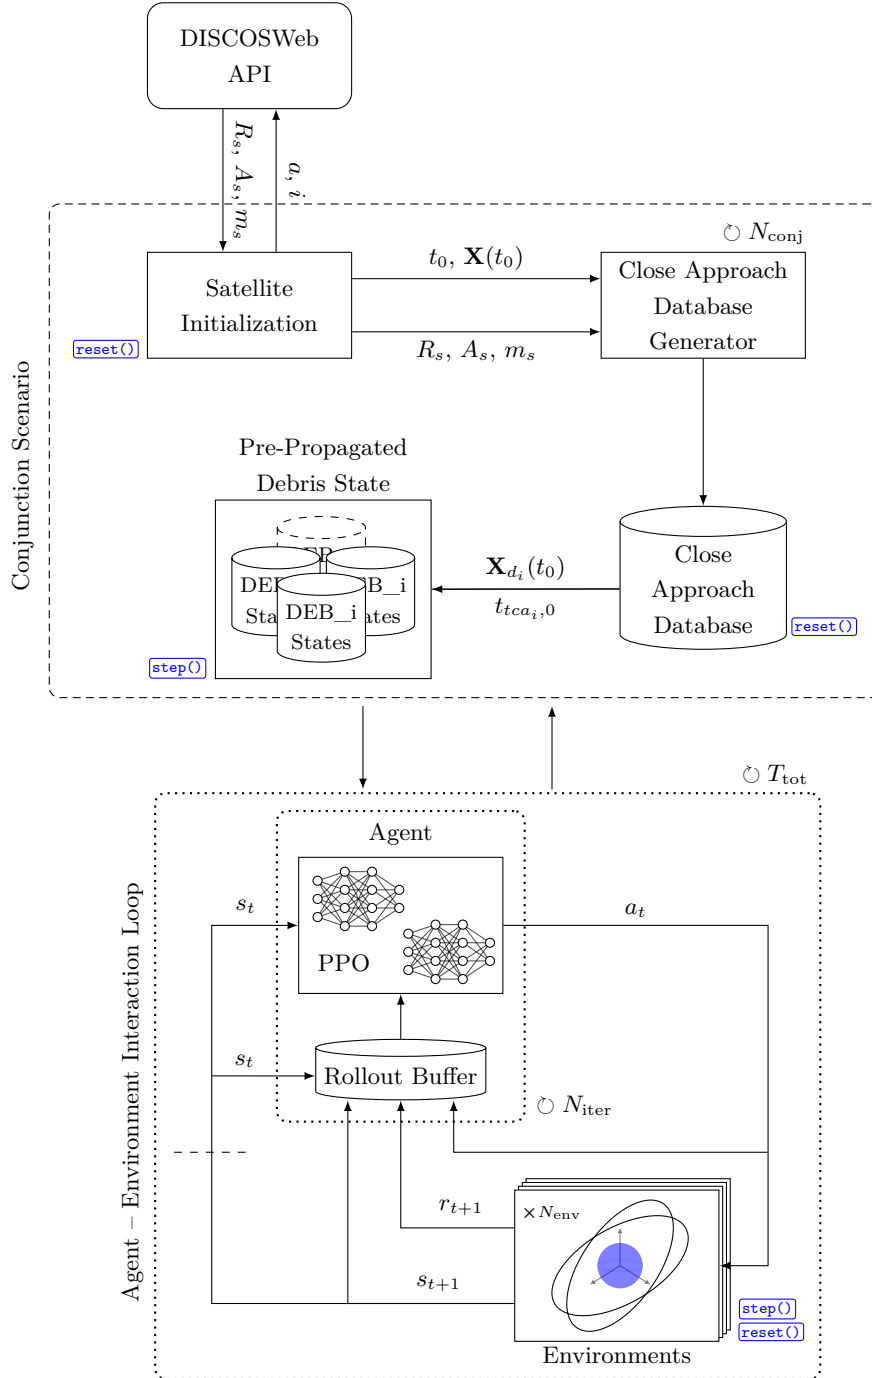 DISCOSWeb
API
R_s, A_s, m_s
a, i
↻ N_conj
Satellite
Initialization
reset()
t_0, X(t_0)
R_s, A_s, m_s
Close Approach
Database
Generator
Conjunction Scenario
Pre-Propagated
Debris State
DEB_i
States
step()
X_{d_i}(t_0)
t_{tca_i,0}
Close
Approach
Database
reset()
↻ T_tot
Agent – Environment Interaction Loop
Agent
s_t
PPO
a_t
s_t
Rollout Buffer
↻ N_iter
r_{t+1}
× N_env
s_{t+1}
step()
reset()
Environments